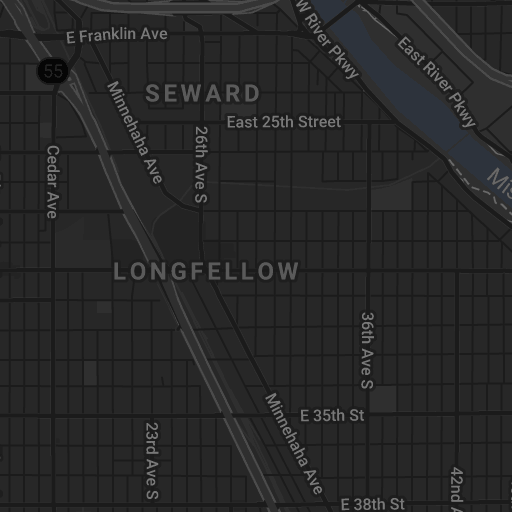 E Franklin Ave
W River Pkwy
East River Pkwy
55
SEWARD
Minnehaha Ave
East 25th Street
26th Ave S
Cedar Ave
LONGFELLOW
36th Ave S
Minnehaha Ave
E 35th St
23rd Ave S
42nd
E 38th St